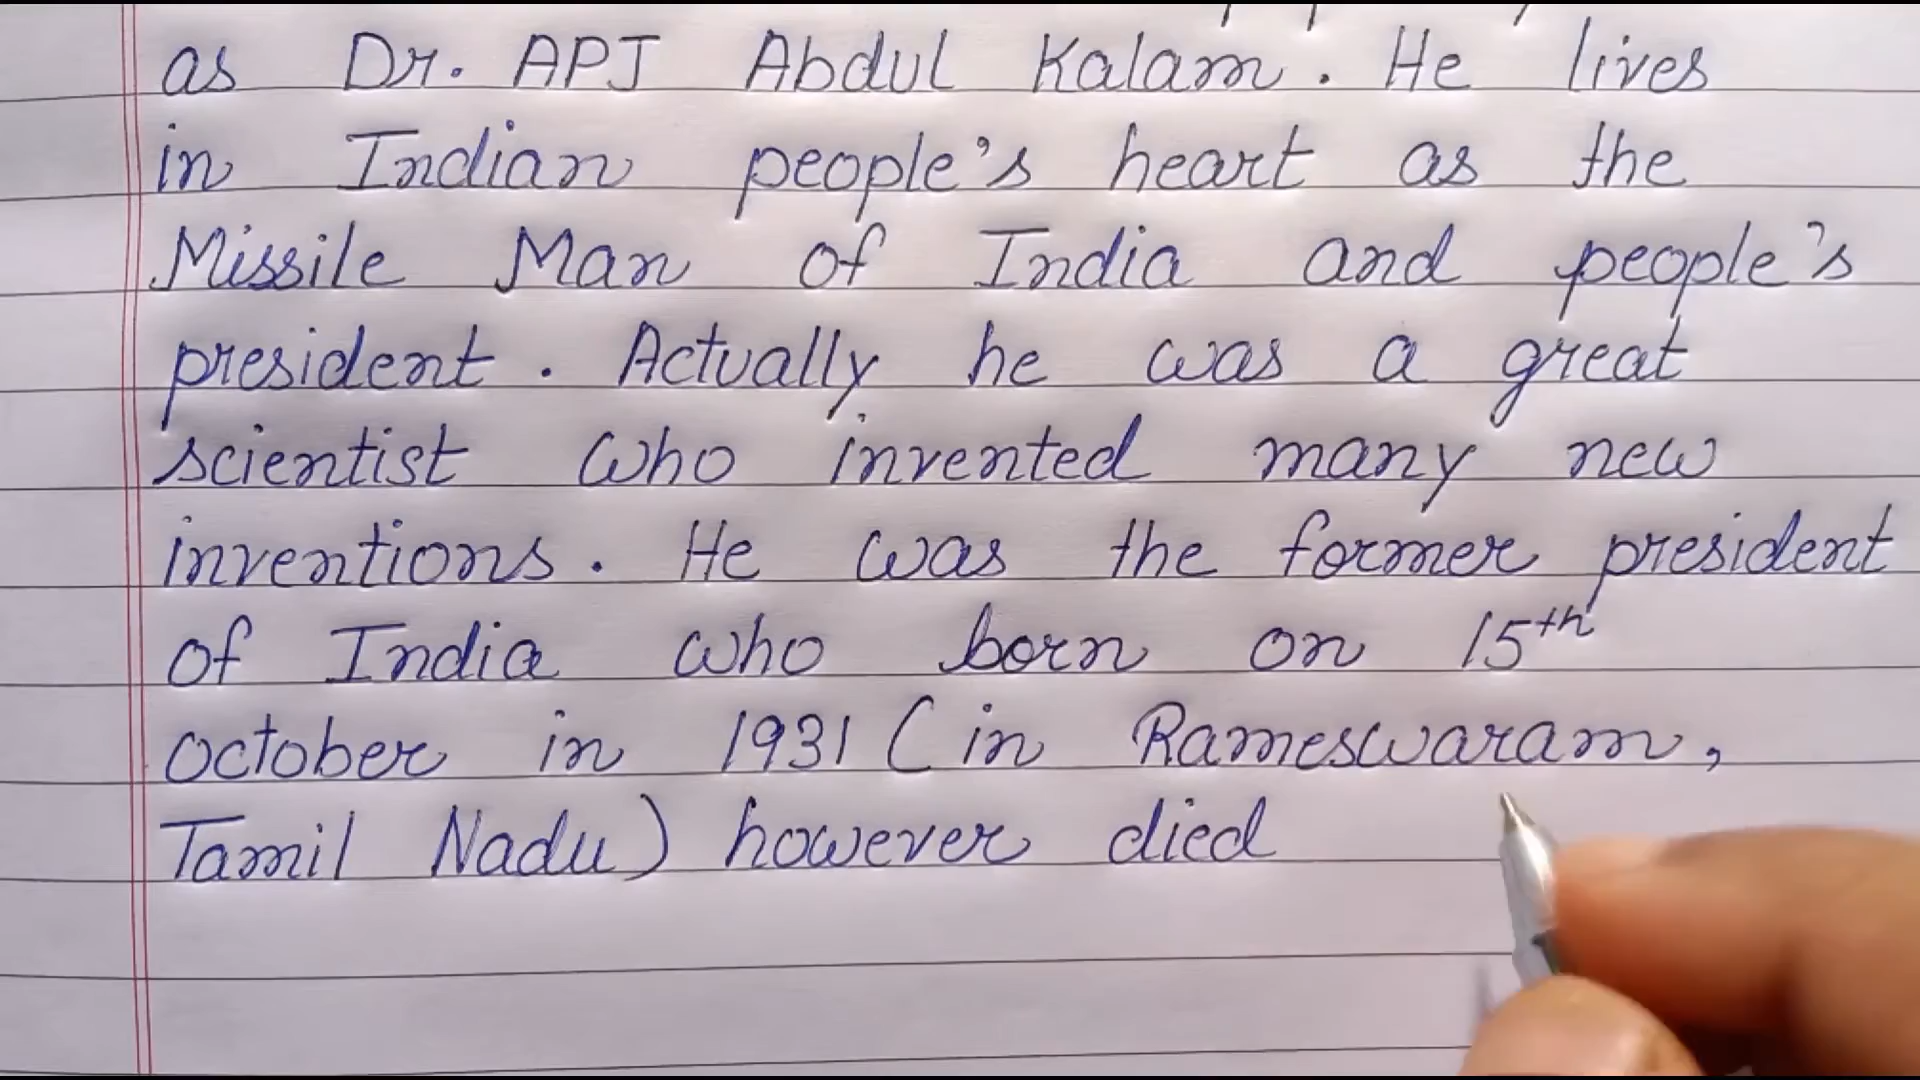 as Dr. APJ Abdul Kalam. He lives
in Indian people's heart as the
Missile Man of India and people's
president. Actually he was a great
scientist who invented many new
inventions. He was the former president
of India who born on 15th
october in 1931 (in Rameswaram,
Tamil Nadu) however died